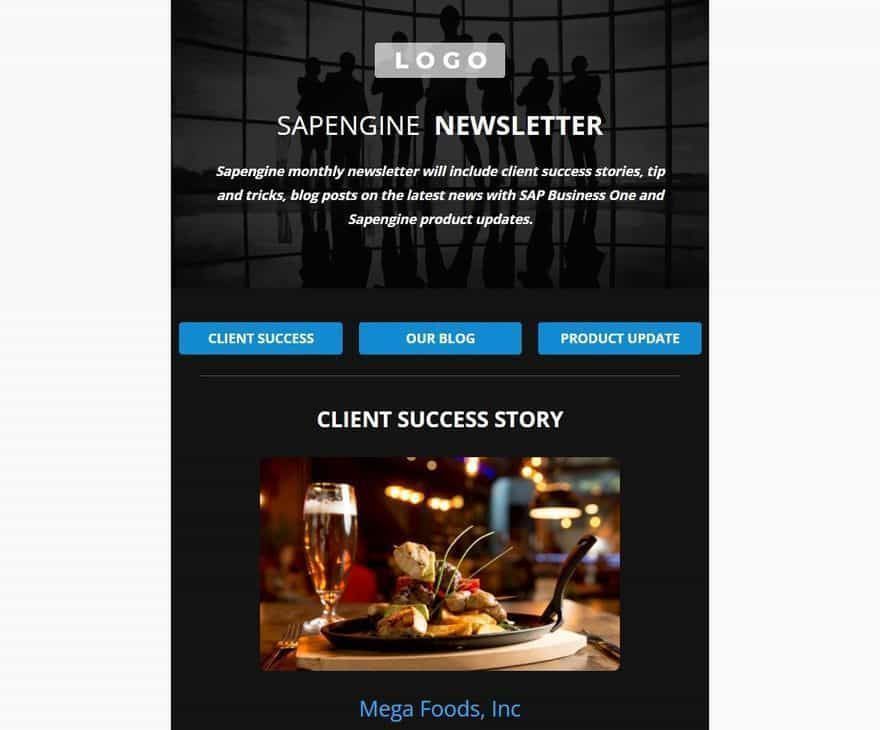 LOGO
SAPENGINE NEWSLETTER
Sapengine monthly newsletter will include client success stories, tip
and tricks, blog posts on the latest news with SAP Business One and
Sapengine product updates.
CLIENT SUCCESS
OUR BLOG
PRODUCT UPDATE
CLIENT SUCCESS STORY
Mega Foods, Inc